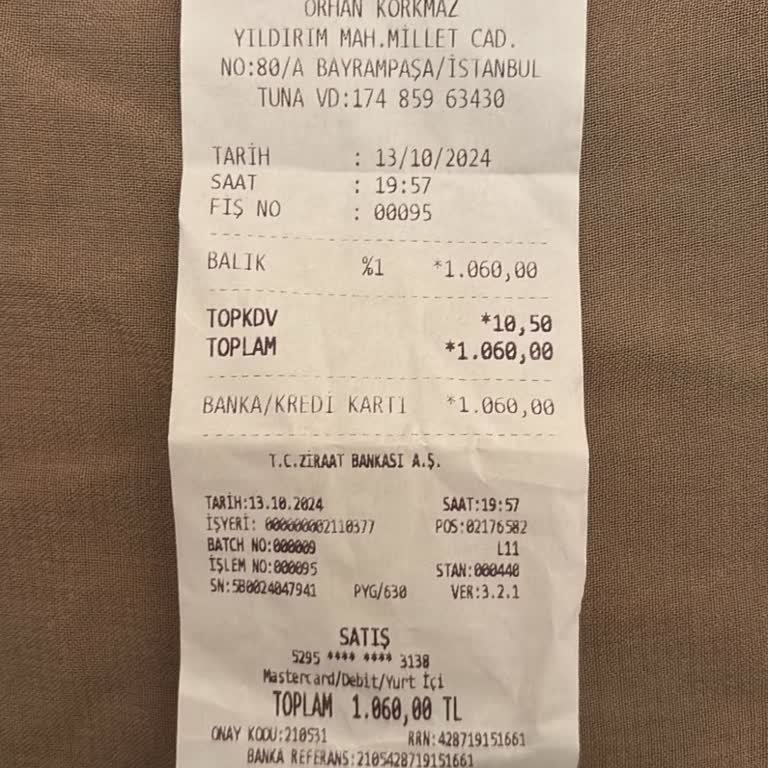 ORHAN KORKMAZ
YILDIRIM MAH.MİLLET CAD.
NO:80/A BAYRAMPAŞA/İSTANBUL
TUNA VD:174 859 63430
TARİH : 13/10/2024
SAAT : 19:57
FİŞ NO : 00095
BALIK %1 *1.060,00
TOPKDV *10,50
TOPLAM *1.060,00
BANKA/KREDİ KARTI *1.060,00
T.C.ZİRAAT BANKASI A.Ş.
TARİH:13.10.2024 SAAT:19:57
İŞYERİ: 000000002110377 POS:02176582
BATCH NO:000009 L11
İŞLEM NO:000095 STAN:000440
SN:5B0024047941 PYG/630 VER:3.2.1
SATIŞ
5295 **** **** 3138
Mastercard/Debit/Yurt İçi
TOPLAM 1.060,00 TL
ONAY KODU:210531 RRN:428719151661
BANKA REFERANS:2105428719151661